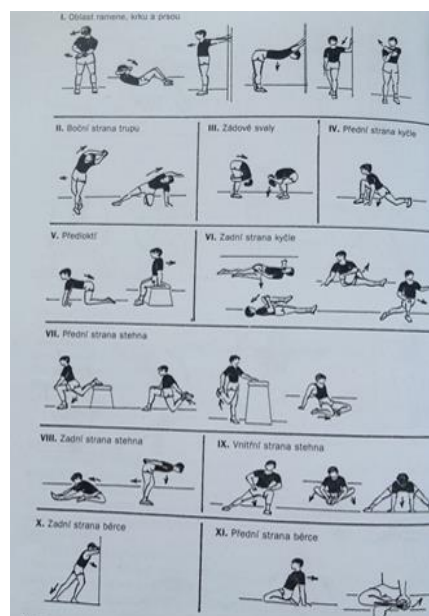 I. Oblast ramene, krku a prsou
II. Boční strana trupu
III. Zádové svaly
IV. Přední strana kyčle
V. Předloktí
VI. Zadní strana kyčle
VII. Přední strana stehna
VIII. Zadní strana stehna
IX. Vnitřní strana stehna
X. Zadní strana bérce
XI. Přední strana bérce